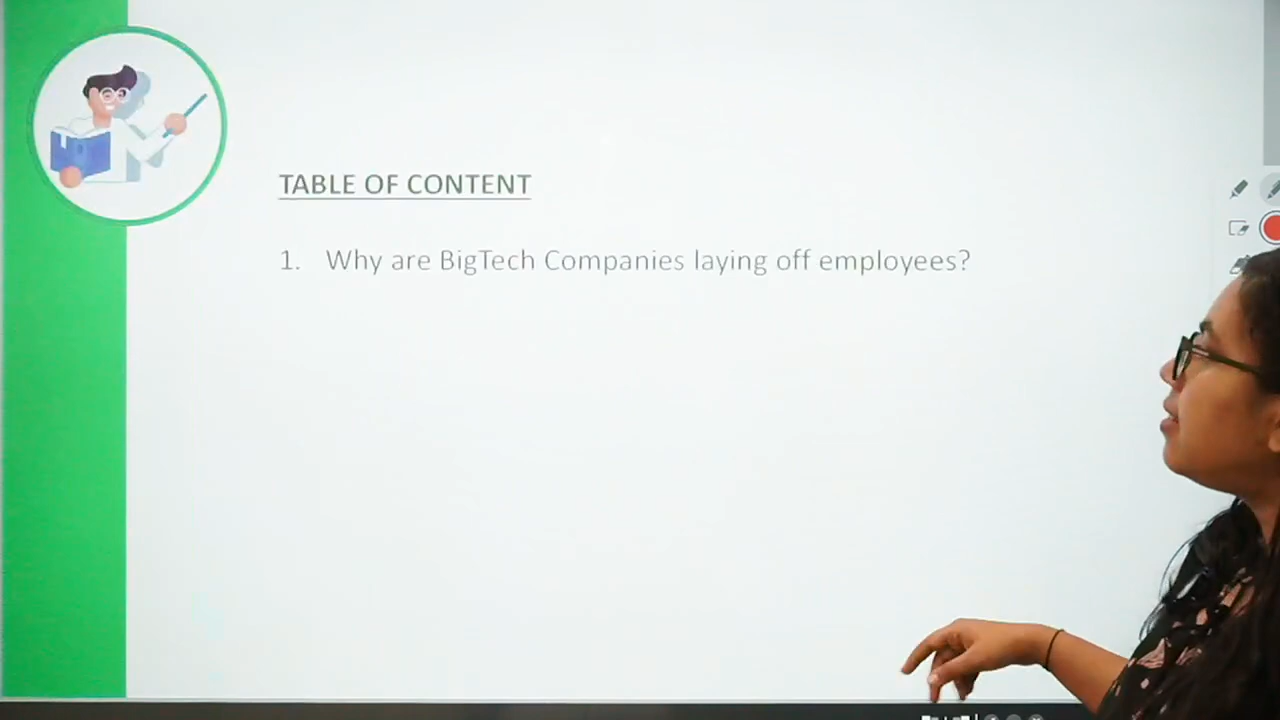 TABLE OF CONTENT
1. Why are BigTech Companies laying off employees?